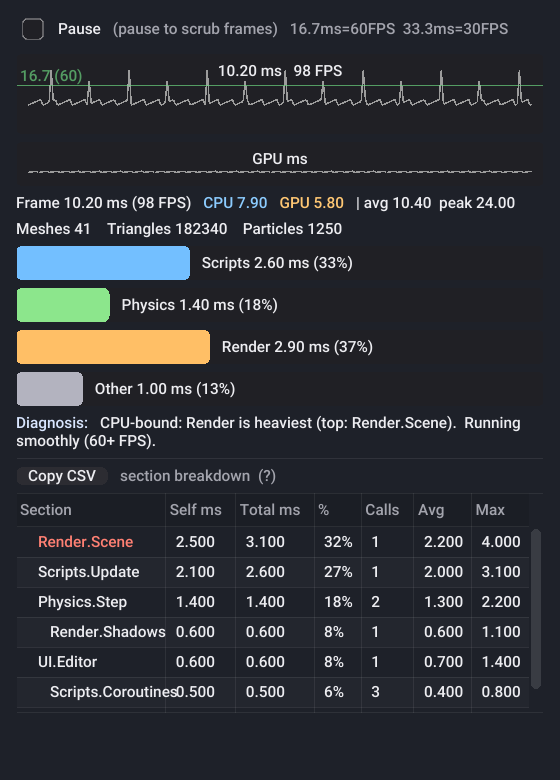 Pause (pause to scrub frames) 16.7ms=60FPS 33.3ms=30FPS
16.7 (60) 10.20 ms 98 FPS
GPU ms
Frame 10.20 ms (98 FPS) CPU 7.90 GPU 5.80 | avg 10.40 peak 24.00
Meshes 41 Triangles 182340 Particles 1250
Scripts 2.60 ms (33%)
Physics 1.40 ms (18%)
Render 2.90 ms (37%)
Other 1.00 ms (13%)
Diagnosis: CPU-bound: Render is heaviest (top: Render.Scene). Running
smoothly (60+ FPS).
Copy CSV section breakdown (?)
Section Self ms Total ms % Calls Avg Max
Render.Scene 2.500 3.100 32% 1 2.200 4.000
Scripts.Update 2.100 2.600 27% 1 2.000 3.100
Physics.Step 1.400 1.400 18% 2 1.300 2.200
Render.Shadows 0.600 0.600 8% 1 0.600 1.100
UI.Editor 0.600 0.600 8% 1 0.700 1.400
Scripts.Coroutines 0.500 0.500 6% 3 0.400 0.800